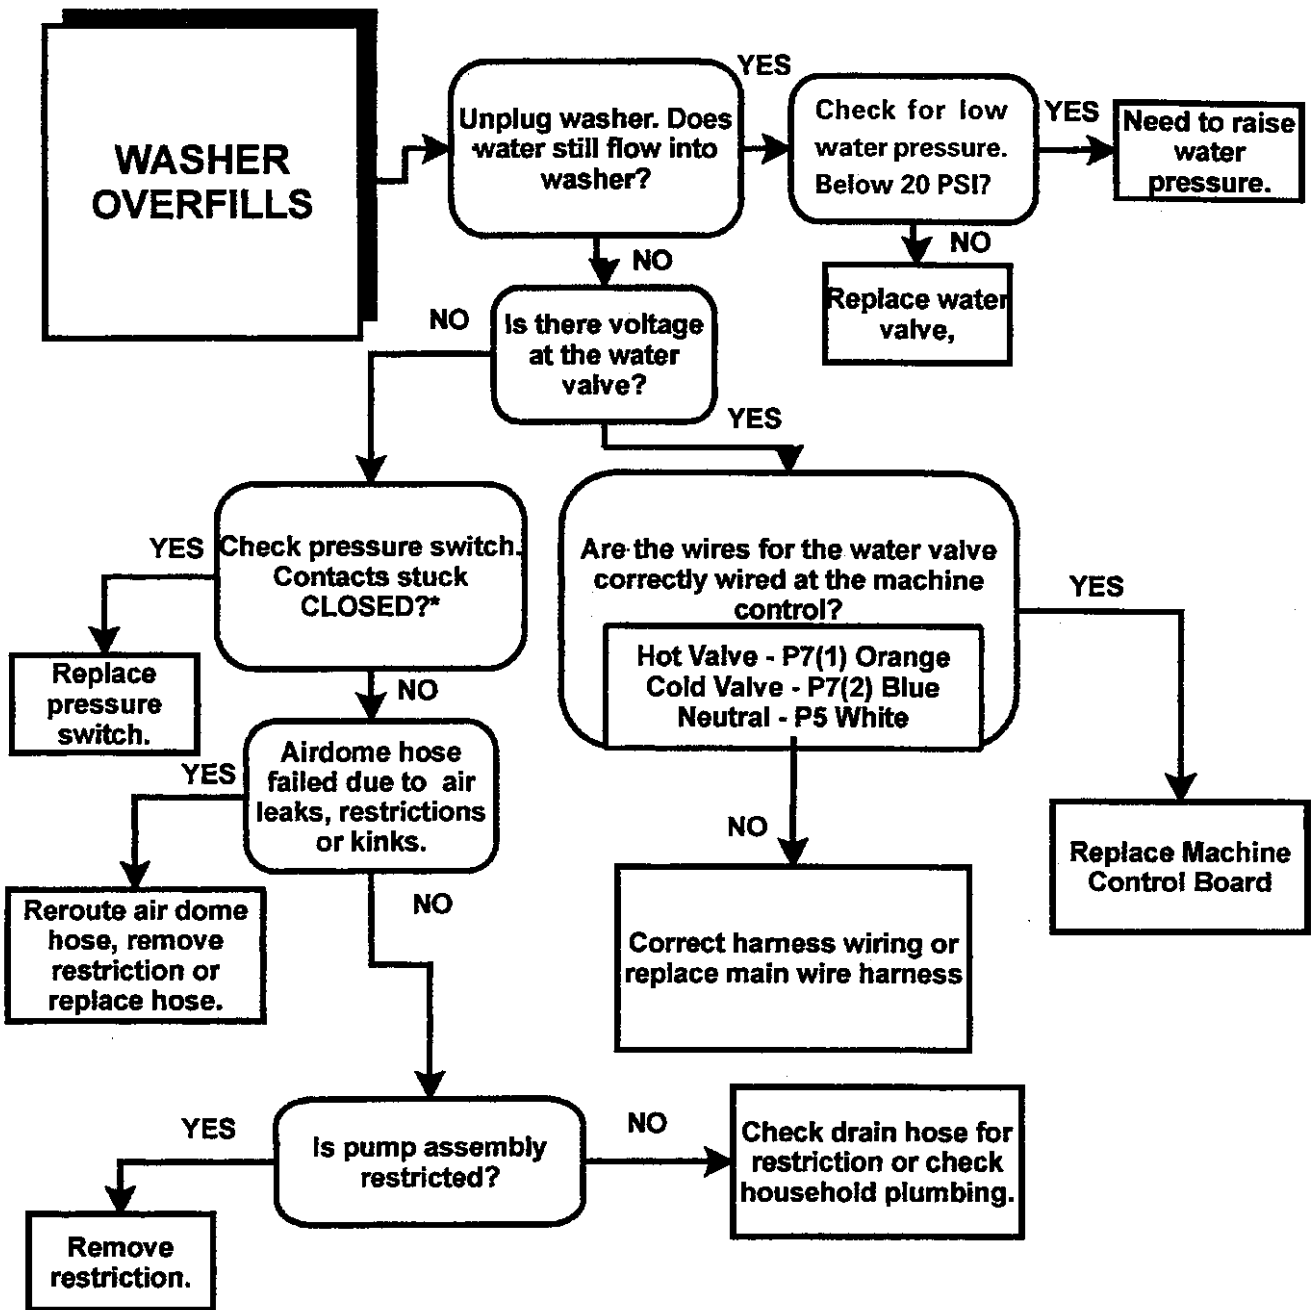 WASHER
OVERFILLS
Unplug washer. Does
water still flow into
washer?
YES
Check for low
water pressure.
Below 20 PSI?
YES
Need to raise
water
pressure.
NO
Replace water
valve,
NO
Is there voltage
at the water
valve?
NO
YES
Check pressure switch.
Contacts stuck
CLOSED?*
YES
Replace
pressure
switch.
NO
Are the wires for the water valve
correctly wired at the machine
control?
Hot Valve - P7(1) Orange
Cold Valve - P7(2) Blue
Neutral - P5 White
YES
Replace Machine
Control Board
NO
Correct harness wiring or
replace main wire harness
Airdome hose
failed due to air
leaks, restrictions
or kinks.
YES
Reroute air dome
hose, remove
restriction or
replace hose.
NO
Is pump assembly
restricted?
YES
Remove
restriction.
NO
Check drain hose for
restriction or check
household plumbing.